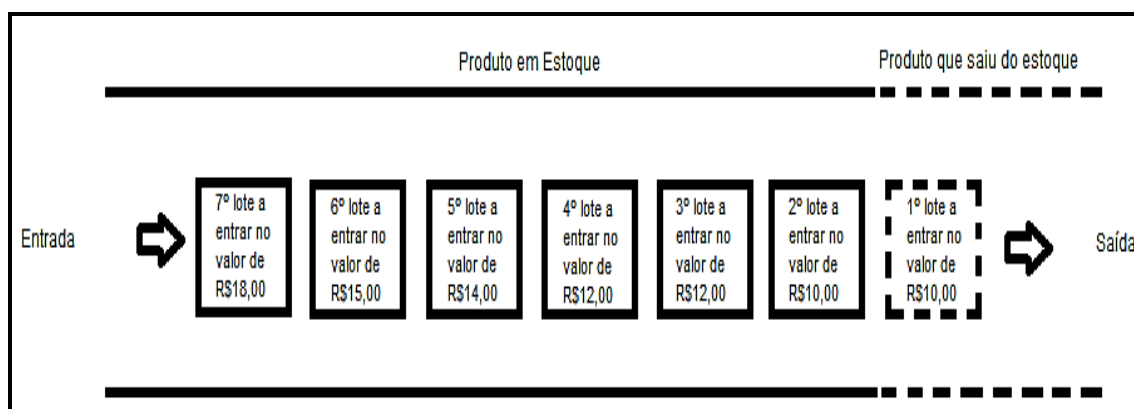 Produto em Estoque
Produto que saiu do estoque
Entrada
7º lote a
entrar no
valor de
R$18,00
6º lote a
entrar no
valor de
R$15,00
5º lote a
entrar no
valor de
R$14,00
4º lote a
entrar no
valor de
R$12,00
3º lote a
entrar no
valor de
R$12,00
2º lote a
entrar no
valor de
R$10,00
1º lote a
entrar no
valor de
R$10,00
Saída